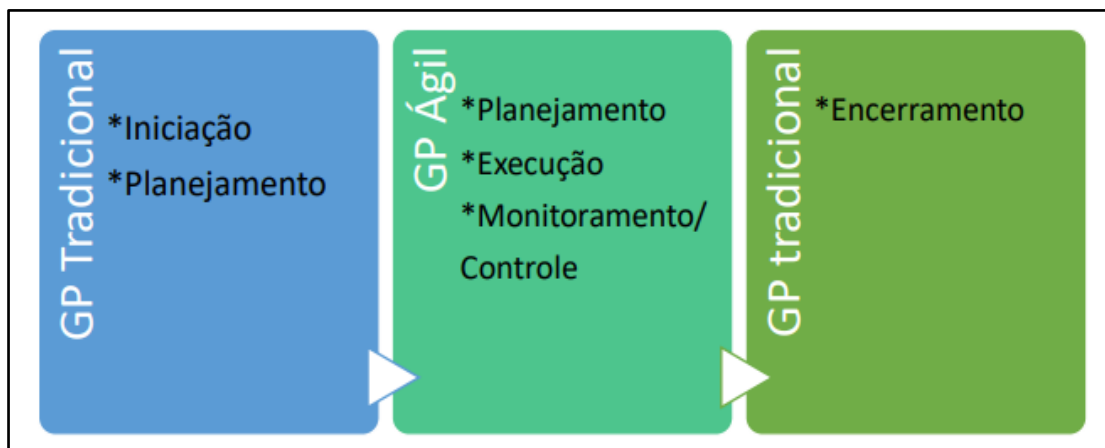 GP Tradicional
*Iniciação
*Planejamento
GP Ágil
*Planejamento
*Execução
*Monitoramento/
Controle
GP tradicional
*Encerramento